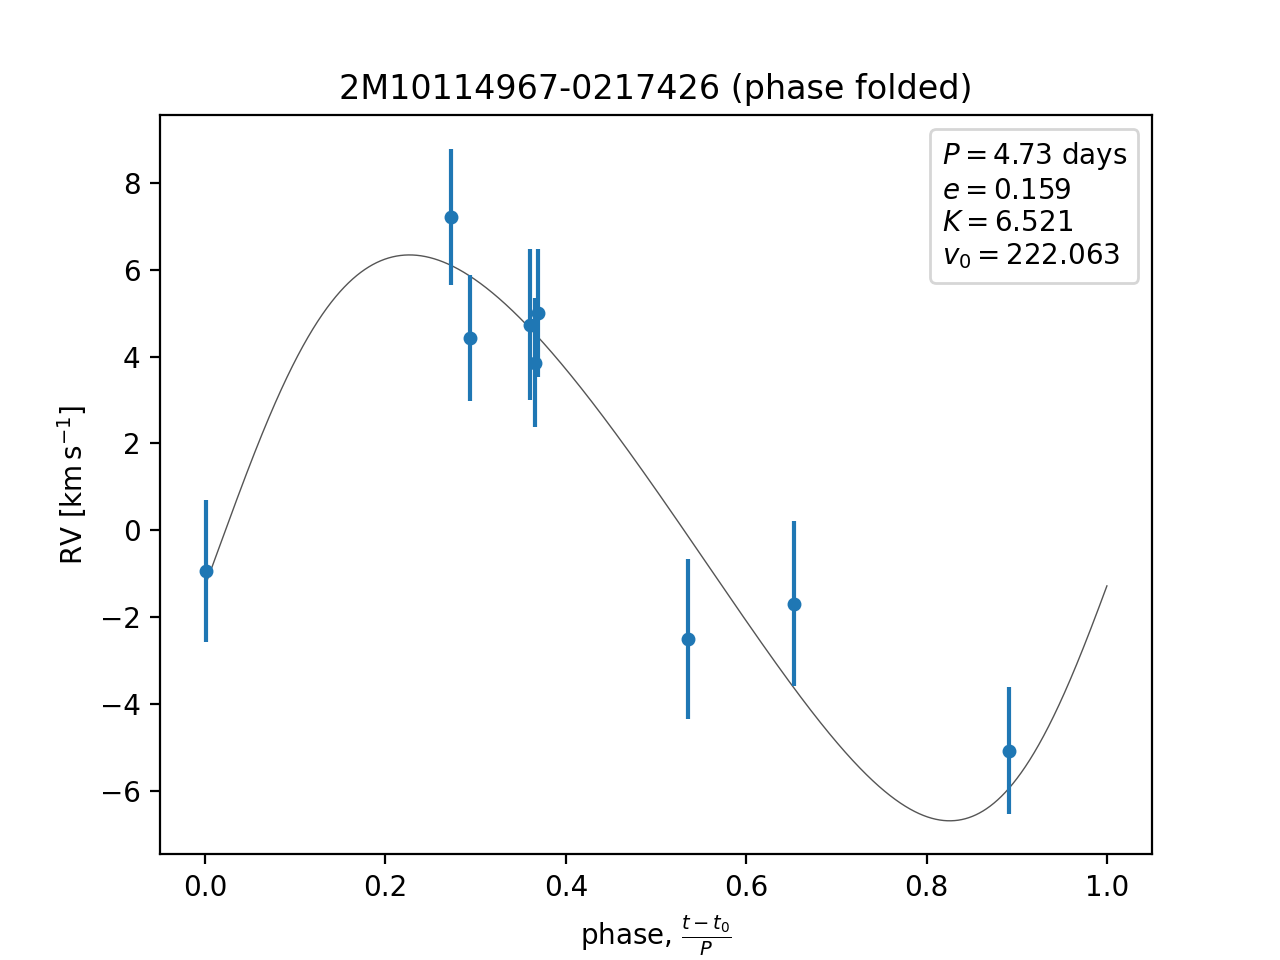 2M10114967-0217426 (phase folded)
P = 4.73 days
e = 0.159
K = 6.521
v₀ = 222.063
RV [km s⁻¹]
8
6
4
2
0
−2
−4
−6
0.0 0.2 0.4 0.6 0.8 1.0
phase, (t − t₀)/P